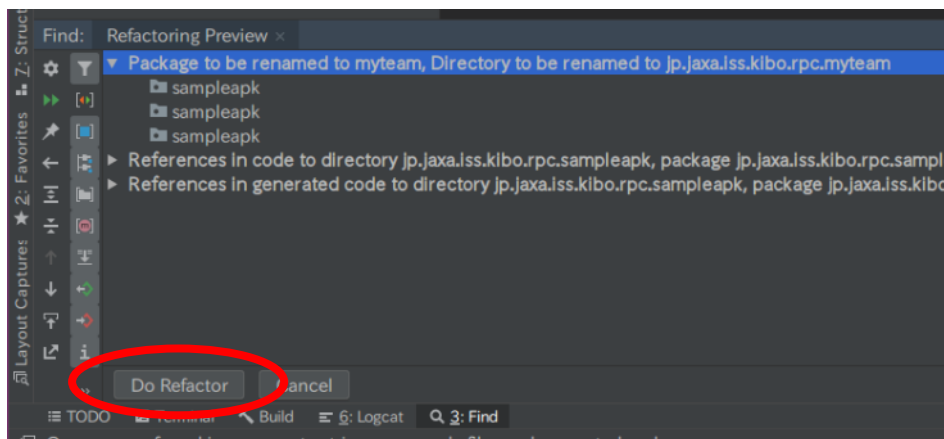 Find: Refactoring Preview ×
Package to be renamed to myteam, Directory to be renamed to jp.jaxa.iss.kibo.rpc.myteam
sampleapk
sampleapk
sampleapk
References in code to directory jp.jaxa.iss.kibo.rpc.sampleapk, package jp.jaxa.iss.kibo.rpc.sampl
References in generated code to directory jp.jaxa.iss.kibo.rpc.sampleapk, package jp.jaxa.iss.kibo
Z: Struct
2: Favorites
Layout Captures
Do Refactor Cancel
TODO Terminal Build 6: Logcat 3: Find